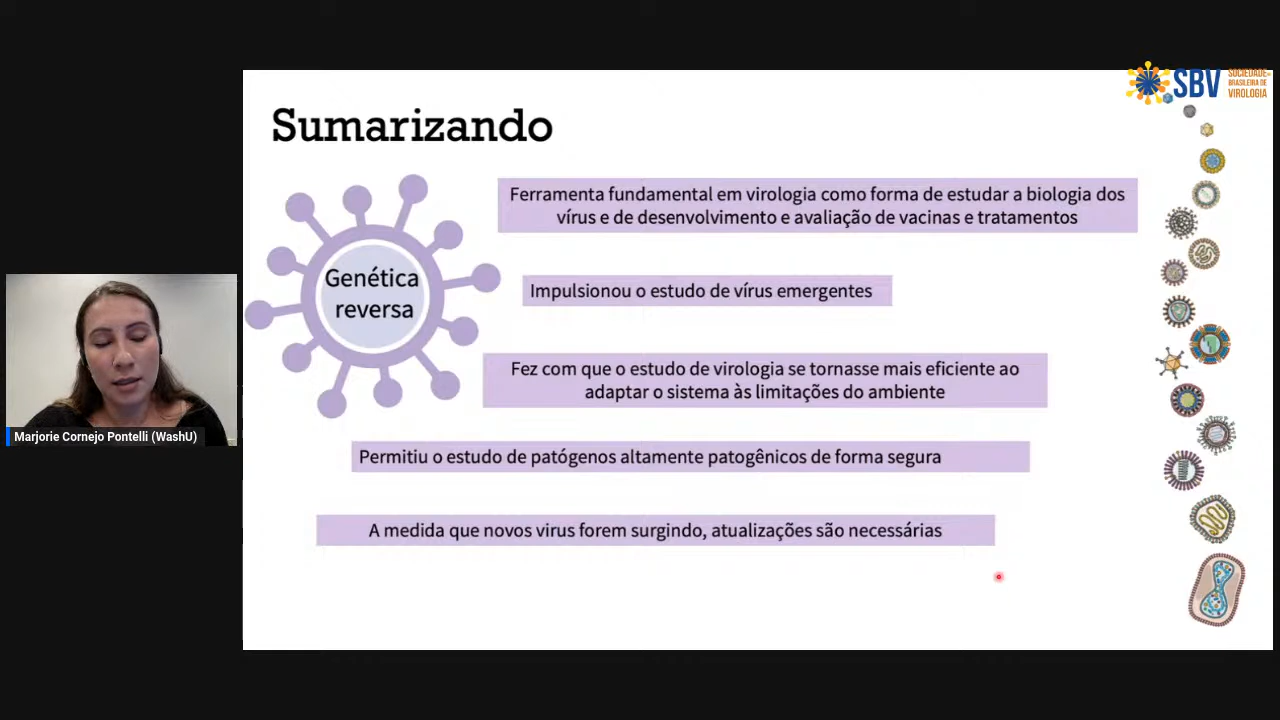 SBV SOCIEDADE
BRASILEIRA DE
VIROLOGIA
Sumarizando
Ferramenta fundamental em virologia como forma de estudar a biologia dos
vírus e de desenvolvimento e avaliação de vacinas e tratamentos
Genética
reversa
Impulsionou o estudo de vírus emergentes
Fez com que o estudo de virologia se tornasse mais eficiente ao
adaptar o sistema às limitações do ambiente
Permitiu o estudo de patógenos altamente patogênicos de forma segura
A medida que novos virus forem surgindo, atualizações são necessárias
Marjorie Cornejo Pontelli (WashU)